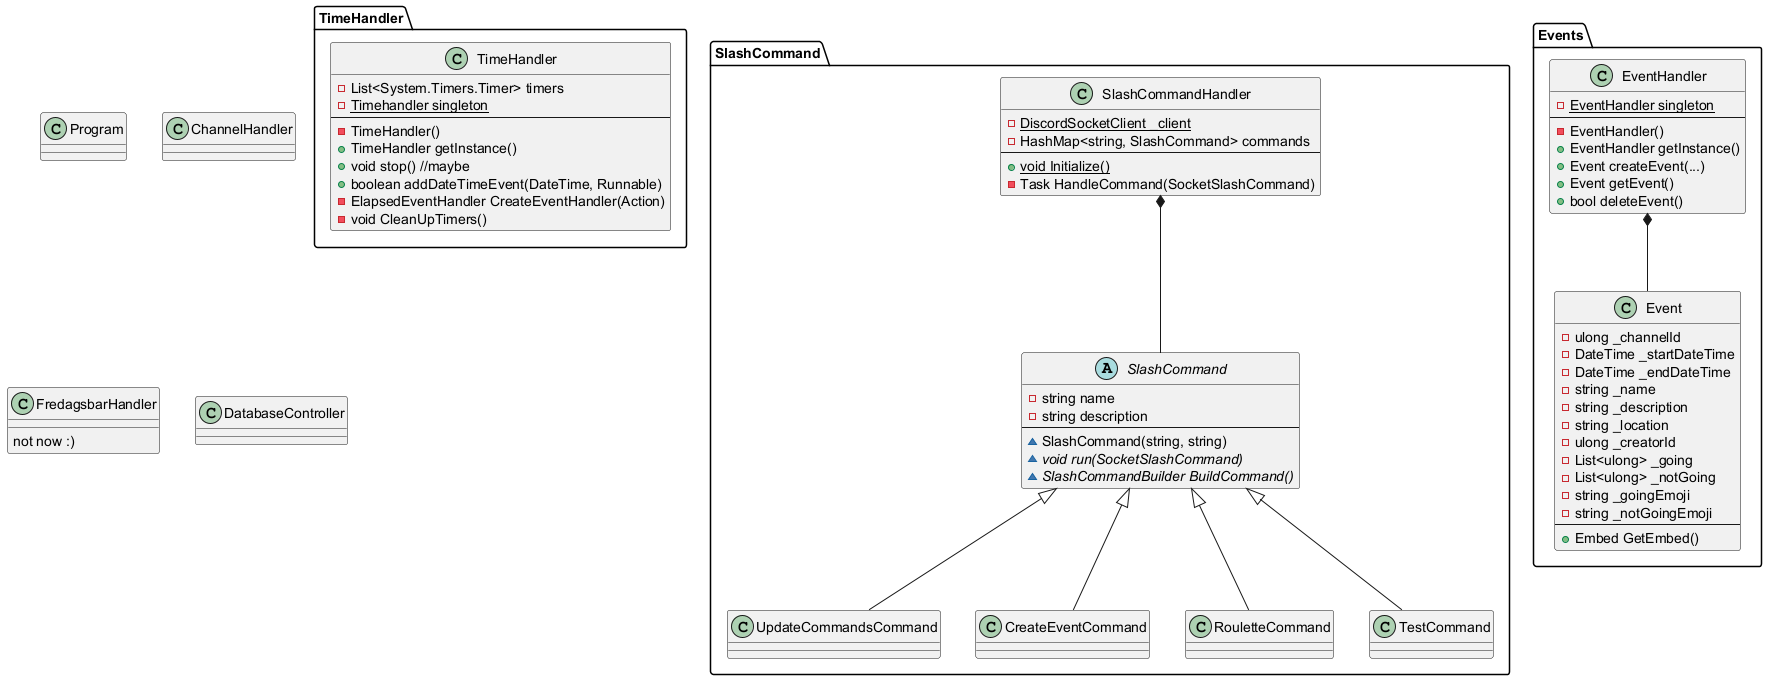 TimeHandler
C TimeHandler
List<System.Timers.Timer> timers
Timehandler singleton
TimeHandler()
TimeHandler getInstance()
void stop() //maybe
boolean addDateTimeEvent(DateTime, Runnable)
ElapsedEventHandler CreateEventHandler(Action)
void CleanUpTimers()
C Program
C ChannelHandler
C FredagsbarHandler
not now :)
C DatabaseController
SlashCommand
C SlashCommandHandler
DiscordSocketClient _client
HashMap<string, SlashCommand> commands
void Initialize()
Task HandleCommand(SocketSlashCommand)
A SlashCommand
string name
string description
SlashCommand(string, string)
void run(SocketSlashCommand)
SlashCommandBuilder BuildCommand()
C UpdateCommandsCommand
C CreateEventCommand
C RouletteCommand
C TestCommand
Events
C EventHandler
EventHandler singleton
EventHandler()
EventHandler getInstance()
Event createEvent(...)
Event getEvent()
bool deleteEvent()
C Event
ulong _channelId
DateTime _startDateTime
DateTime _endDateTime
string _name
string _description
string _location
ulong _creatorId
List<ulong> _going
List<ulong> _notGoing
string _goingEmoji
string _notGoingEmoji
Embed GetEmbed()